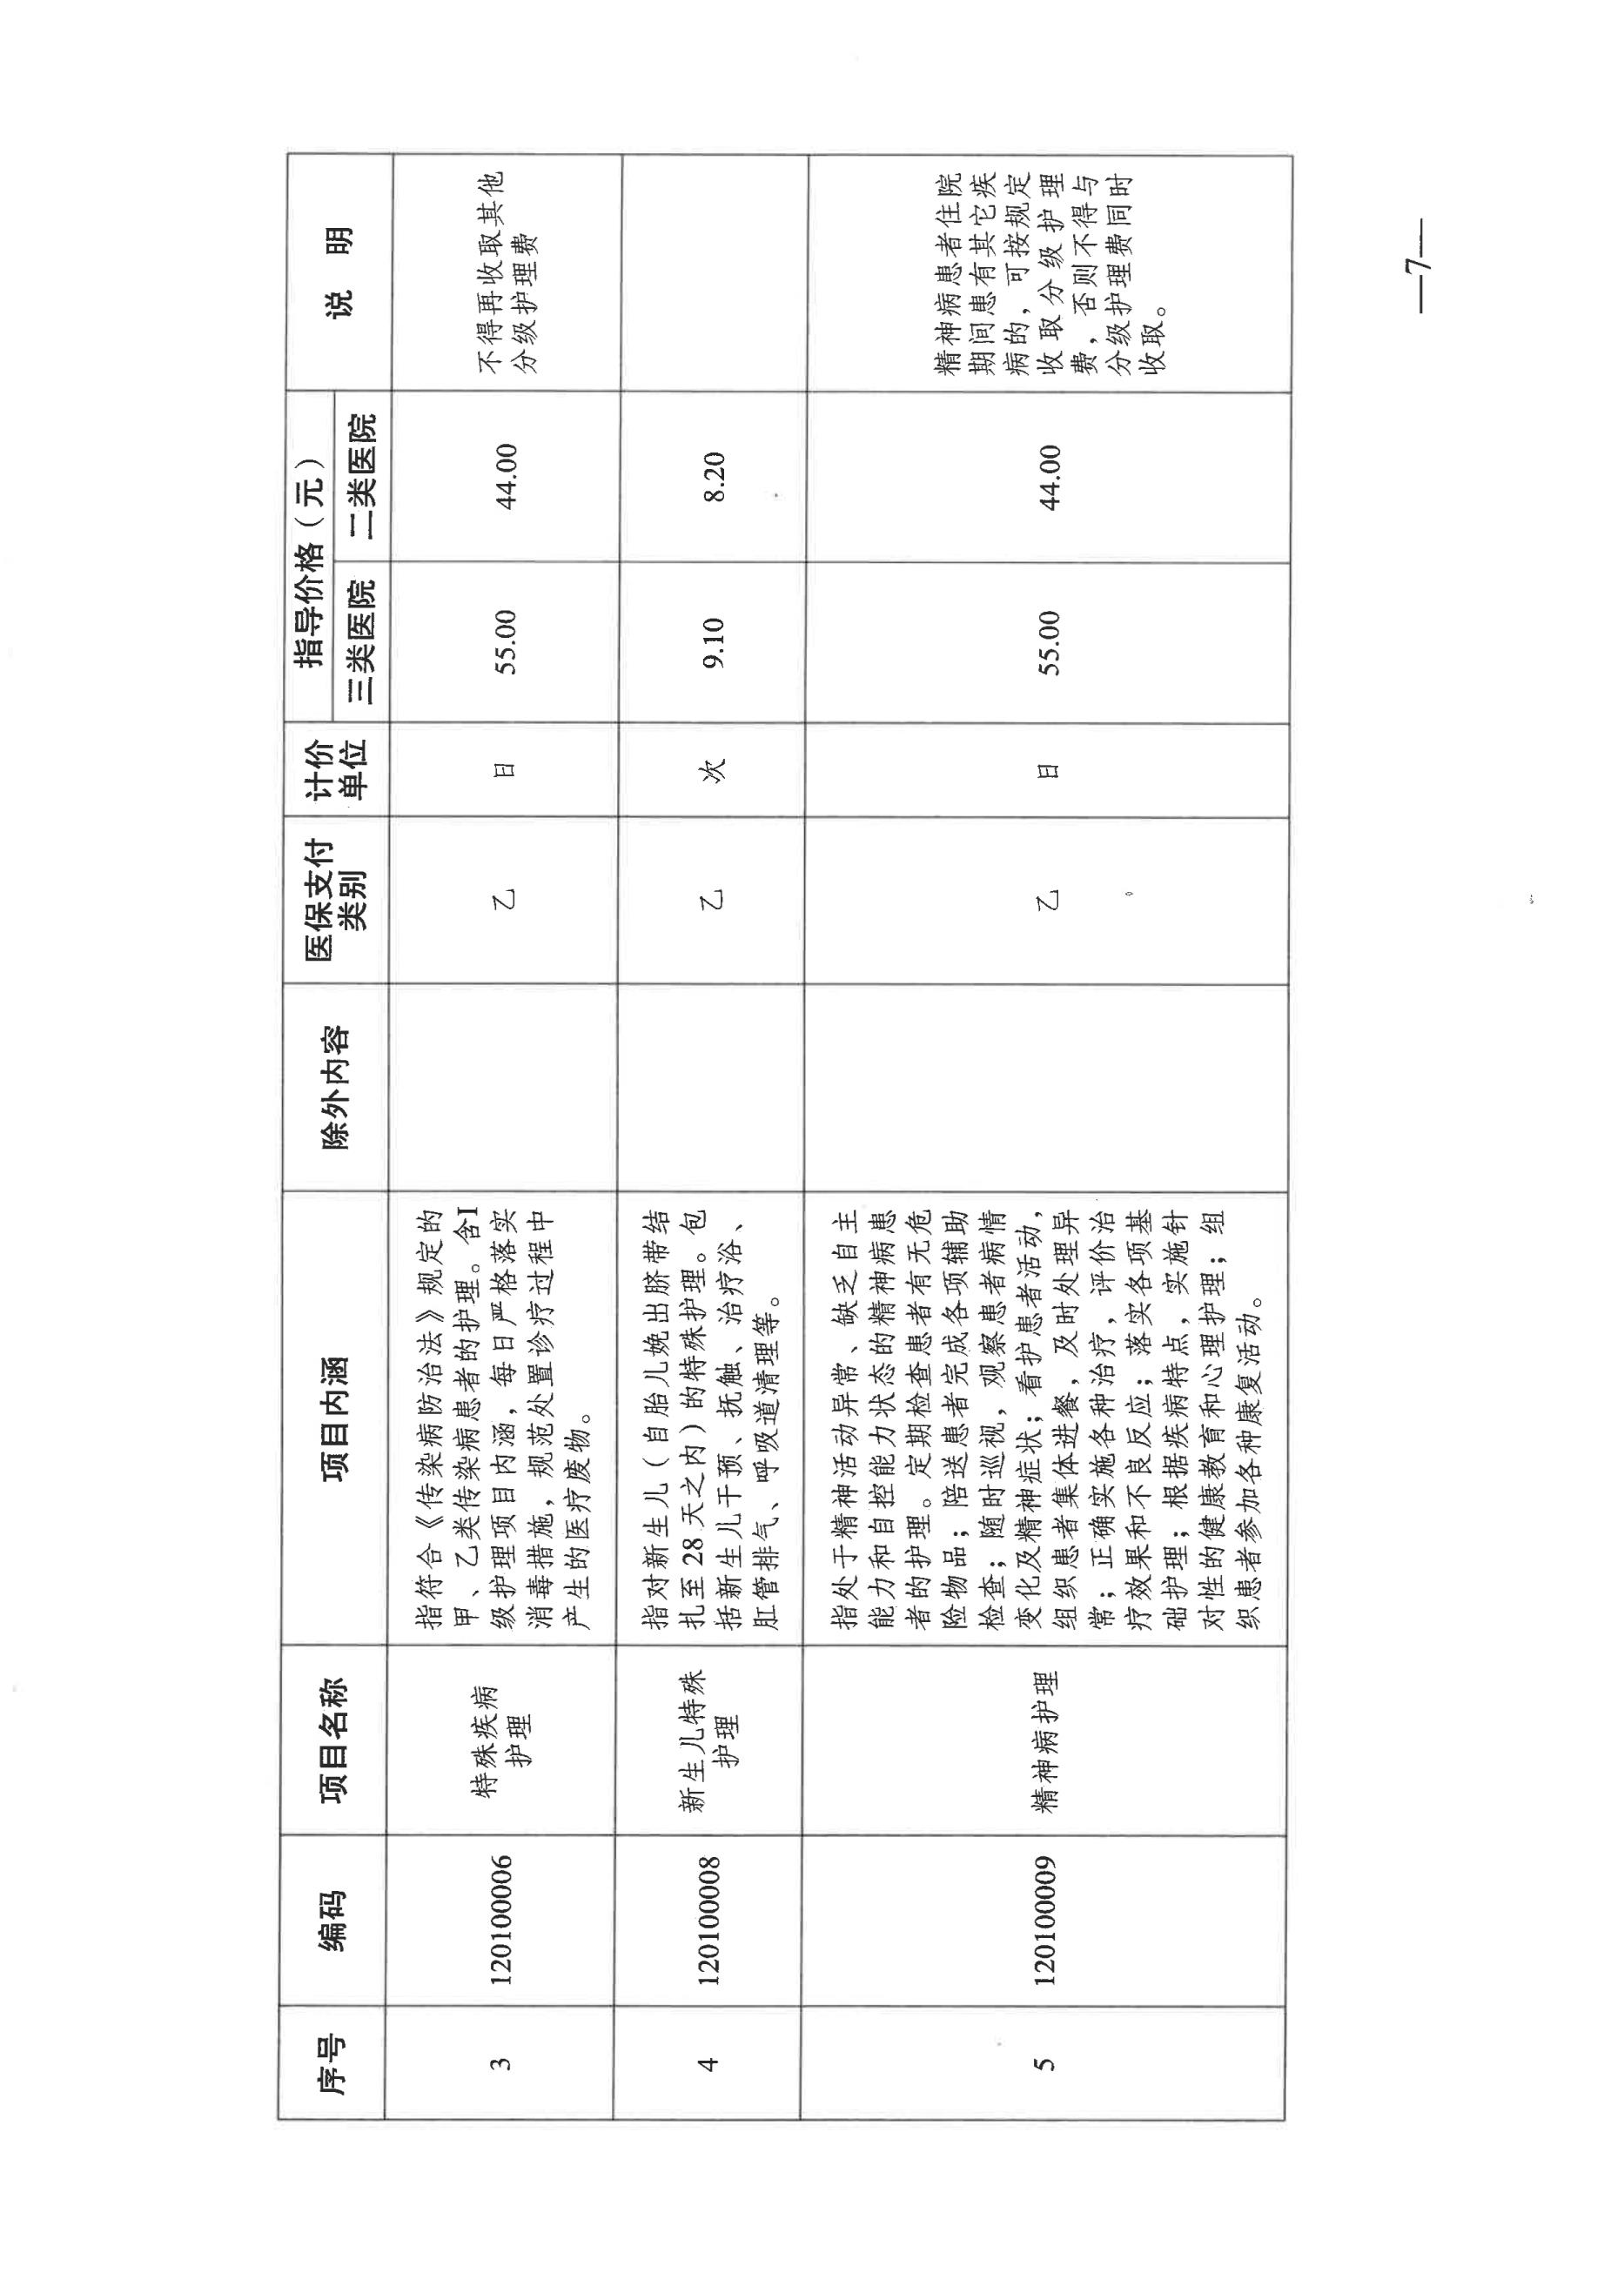 序号
编码
项目名称
项目内涵
除外内容
医保支付
类别
计价
单位
指导价格（元）
三类医院
二类医院
说 明
3
120100006
特殊疾病
护理
指符合《传染病防治法》规定的
甲、乙类传染病患者的护理。含I
级护理项目内涵，每日严格落实
消毒措施，规范处置诊疗过程中
产生的医疗废物。
乙
日
55.00
44.00
不得再收取其他
分级护理费
4
120100008
新生儿特殊
护理
指对新生儿（自胎儿娩出脐带结
扎至28天之内）的特殊护理。包
括新生儿干预、抚触、治疗浴、
肛管排气、呼吸道清理等。
乙
次
9.10
8.20
5
120100009
精神病护理
指处于精神活动异常、缺乏自主
能力和自控能力状态的精神病患
者的护理。定期检查患者有无危
险物品；陪送患者完成各项辅助
检查；随时巡视，观察患者病情
变化及精神症状；看护患者活动，
组织患者集体进餐，及时处理异
常；正确实施各种治疗，评价治
疗效果和不良反应；落实各项基
础护理；根据疾病特点，实施针
对性的健康教育和心理护理；组
织患者参加各种康复活动。
乙
日
55.00
44.00
精神病患者住院
期间患有其它疾
病的，可按规定
收取分级护理
费，否则不得与
分级护理费同时
收取。
—7—